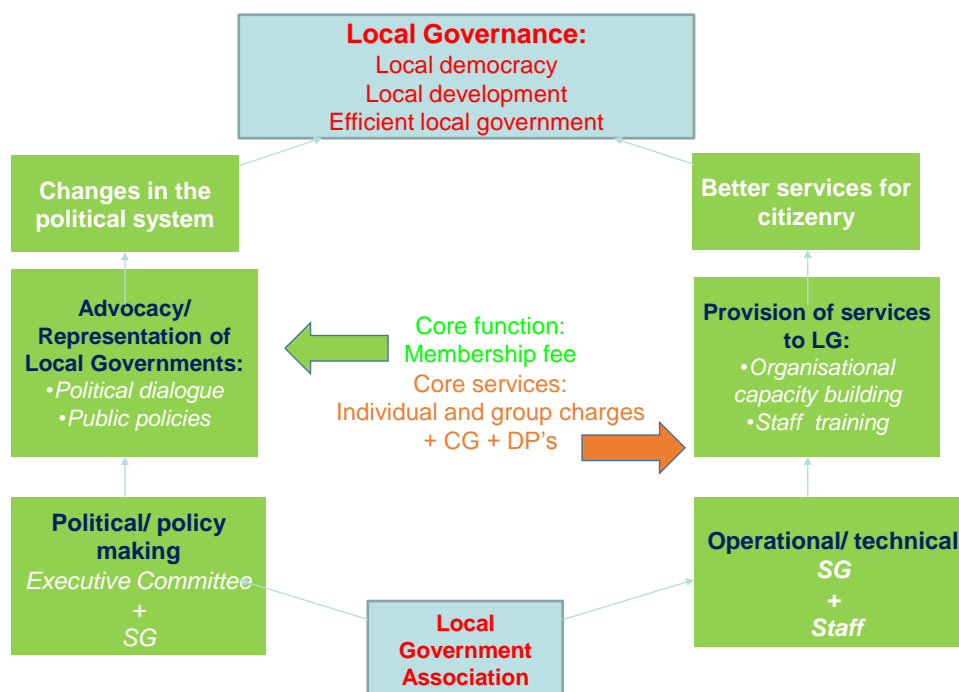 Local Governance:
Local democracy
Local development
Efficient local government
Changes in the
political system
Better services for
citizenry
Advocacy/
Representation of
Local Governments:
•Political dialogue
•Public policies
Core function:
Membership fee
Core services:
Individual and group charges
+ CG + DP's
Provision of services
to LG:
•Organisational
capacity building
•Staff training
Political/ policy
making
Executive Committee
+
SG
Operational/ technical
SG
+
Staff
Local
Government
Association